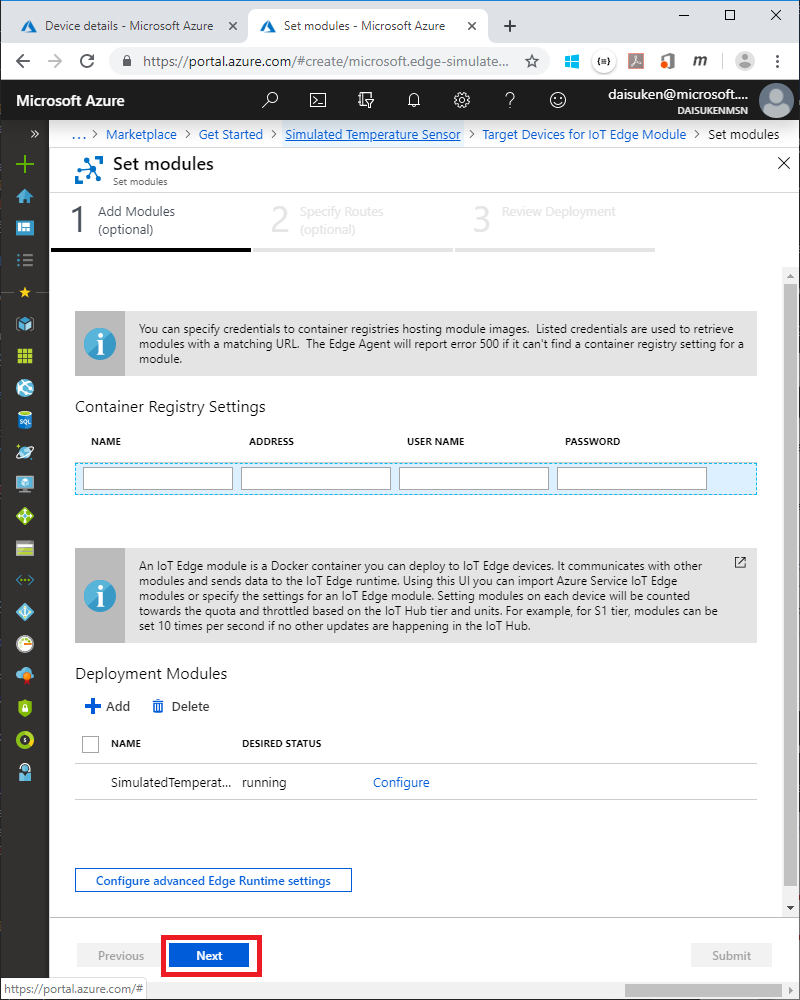 Device details - Microsoft Azure
Set modules - Microsoft Azure
https://portal.azure.com/#create/microsoft.edge-simulate...
Microsoft Azure
daisuken@microsoft....
DAISUKENMSN
... > Marketplace > Get Started > Simulated Temperature Sensor > Target Devices for IoT Edge Module > Set modules
Set modules
Set modules
1 Add Modules
(optional)
2 Specify Routes
(optional)
3 Review Deployment
You can specify credentials to container registries hosting module images. Listed credentials are used to retrieve
modules with a matching URL. The Edge Agent will report error 500 if it can't find a container registry setting for a
module.
Container Registry Settings
NAME ADDRESS USER NAME PASSWORD
An IoT Edge module is a Docker container you can deploy to IoT Edge devices. It communicates with other
modules and sends data to the IoT Edge runtime. Using this UI you can import Azure Service IoT Edge
modules or specify the settings for an IoT Edge module. Setting modules on each device will be counted
towards the quota and throttled based on the IoT Hub tier and units. For example, for S1 tier, modules can be
set 10 times per second if no other updates are happening in the IoT Hub.
Deployment Modules
Add Delete
NAME DESIRED STATUS
SimulatedTemperat... running Configure
Configure advanced Edge Runtime settings
Previous Next Submit
https://portal.azure.com/#